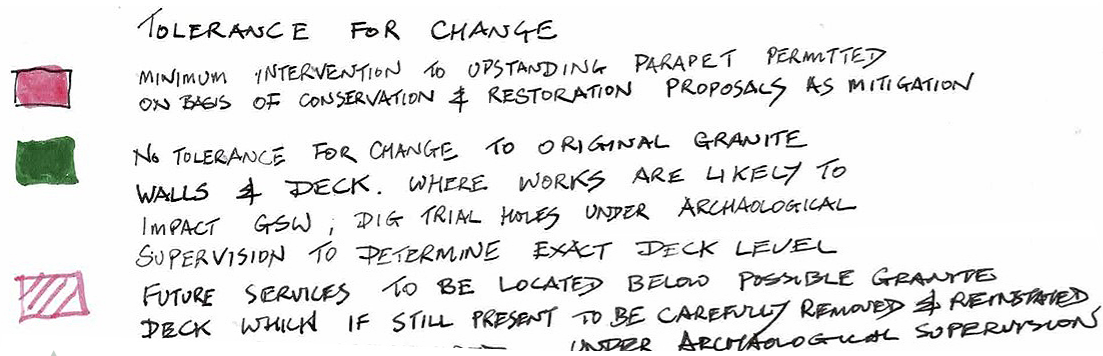 TOLERANCE FOR CHANGE
MINIMUM INTERVENTION TO UPSTANDING PARAPET PERMITTED
ON BASIS OF CONSERVATION & RESTORATION PROPOSALS AS MITIGATION
NO TOLERANCE FOR CHANGE TO ORIGINAL GRANITE
WALLS & DECK. WHERE WORKS ARE LIKELY TO
IMPACT GSW; DIG TRIAL HOLES UNDER ARCHAOLOGICAL
SUPERVISION TO DETERMINE EXACT DECK LEVEL
FUTURE SERVICES TO BE LOCATED BELOW POSSIBLE GRANITE
DECK WHICH IF STILL PRESENT TO BE CAREFULLY REMOVED & REINSTATED
UNDER ARCHAOLOGICAL SUPERVISION